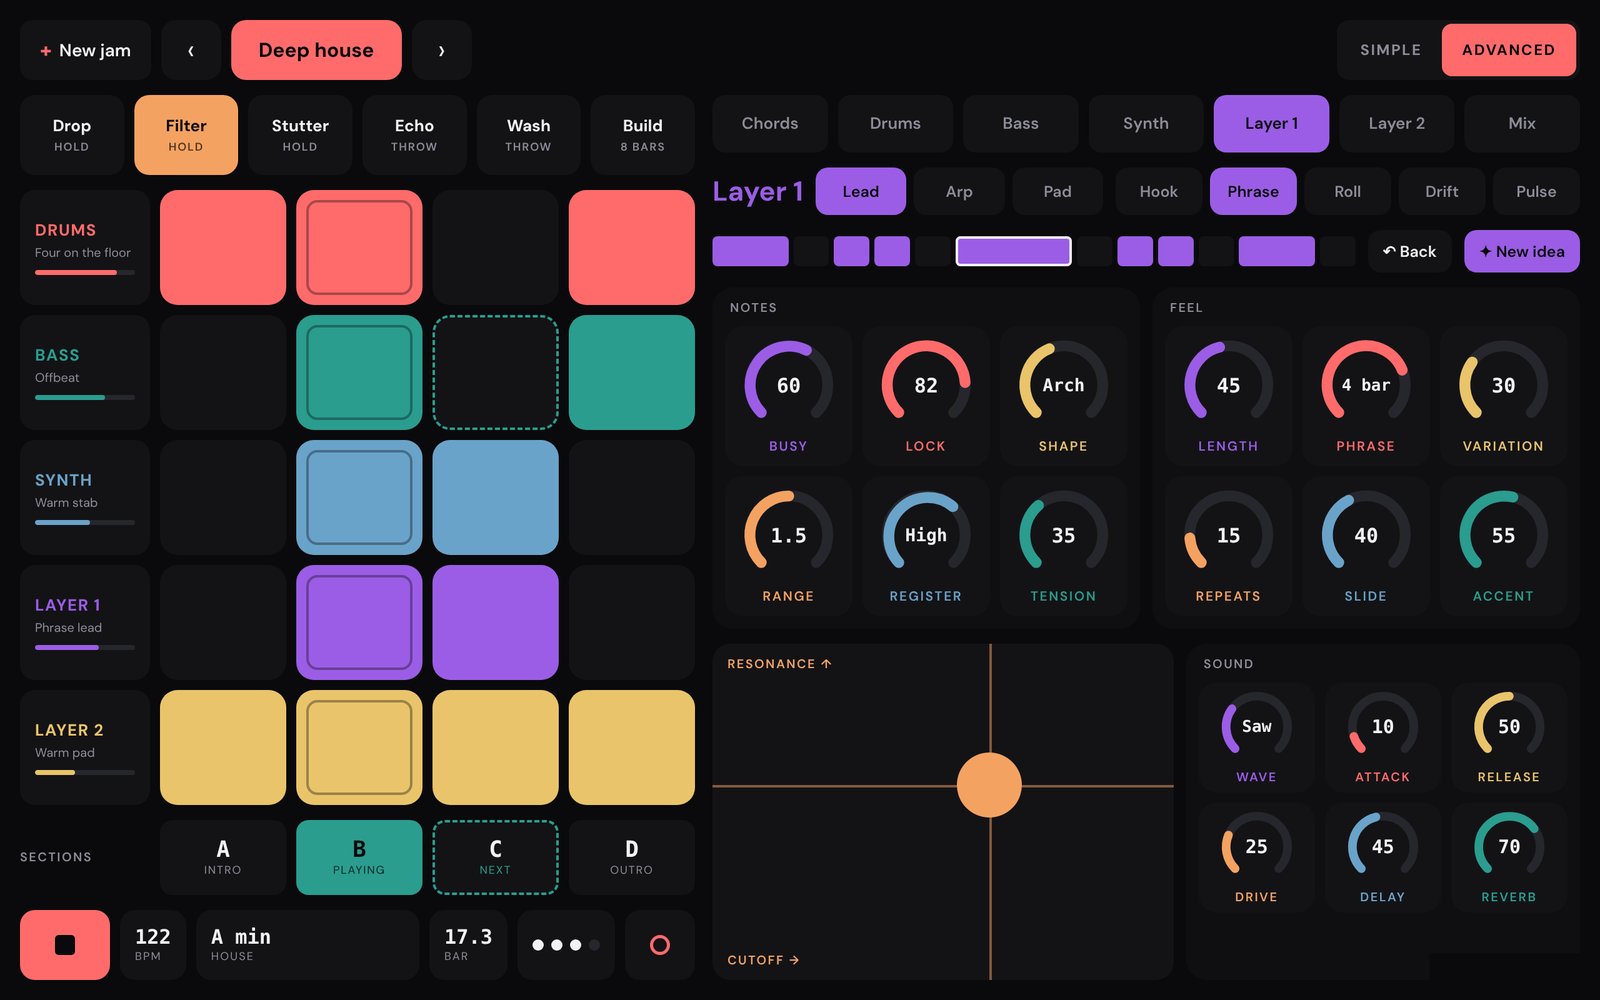 + New jam
‹
Deep house
›
SIMPLE
ADVANCED
Drop
HOLD
Filter
HOLD
Stutter
HOLD
Echo
THROW
Wash
THROW
Build
8 BARS
DRUMS
Four on the floor
BASS
Offbeat
SYNTH
Warm stab
LAYER 1
Phrase lead
LAYER 2
Warm pad
SECTIONS
A
INTRO
B
PLAYING
C
NEXT
D
OUTRO
122
BPM
A min
HOUSE
17.3
BAR
Chords
Drums
Bass
Synth
Layer 1
Layer 2
Mix
Layer 1
Lead
Arp
Pad
Hook
Phrase
Roll
Drift
Pulse
↶ Back
✦ New idea
NOTES
60
BUSY
82
LOCK
Arch
SHAPE
1.5
RANGE
High
REGISTER
35
TENSION
FEEL
45
LENGTH
4 bar
PHRASE
30
VARIATION
15
REPEATS
40
SLIDE
55
ACCENT
RESONANCE ↑
CUTOFF →
SOUND
Saw
WAVE
10
ATTACK
50
RELEASE
25
DRIVE
45
DELAY
70
REVERB